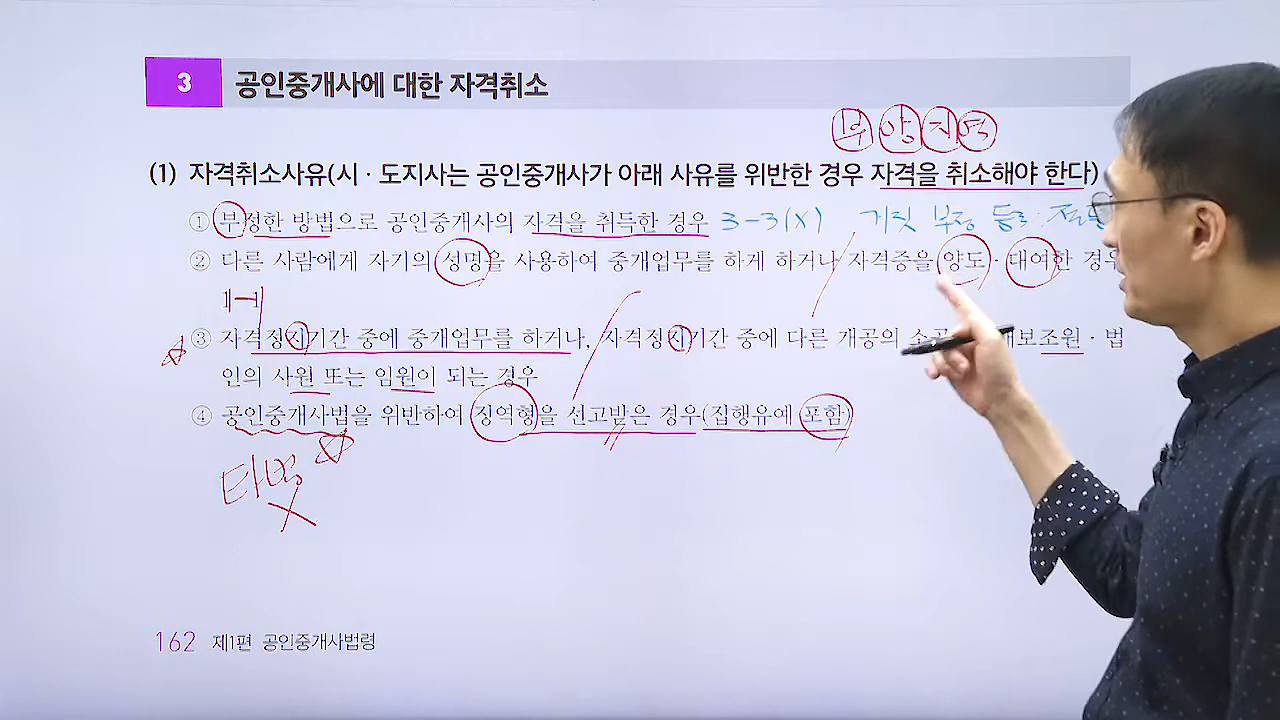 3 공인중개사에 대한 자격취소
부 양 지 역
(1) 자격취소사유(시 · 도지사는 공인중개사가 아래 사유를 위반한 경우 자격을 취소해야 한다)
① 부정한 방법으로 공인중개사의 자격을 취득한 경우 3-3(X) 거짓 부정 등록:
② 다른 사람에게 자기의 성명을 사용하여 중개업무를 하게 하거나 자격증을 양도 · 대여한 경우
1-1
③ 자격정지기간 중에 중개업무를 하거나, 자격정지기간 중에 다른 개공의 소공 보조원 · 법
인의 사원 또는 임원이 되는 경우
④ 공인중개사법을 위반하여 징역형을 선고받은 경우(집행유예 포함)
타법 X
162 제1편 공인중개사법령